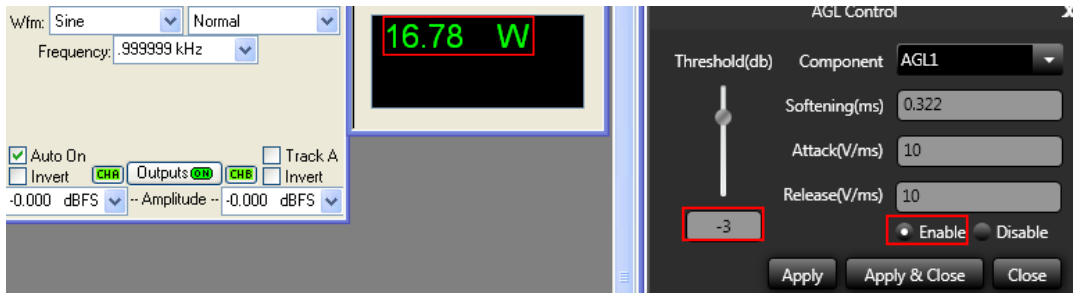 Wfm: Sine Normal
Frequency: .999999 kHz
Auto On Track A
Invert CHA Outputs ON CHB Invert
-0.000 dBFS -- Amplitude -- -0.000 dBFS
16.78 W
AGL Control x
Threshold(db) Component AGL1
Softening(ms) 0.322
Attack(V/ms) 10
Release(V/ms) 10
-3 Enable Disable
Apply Apply & Close Close